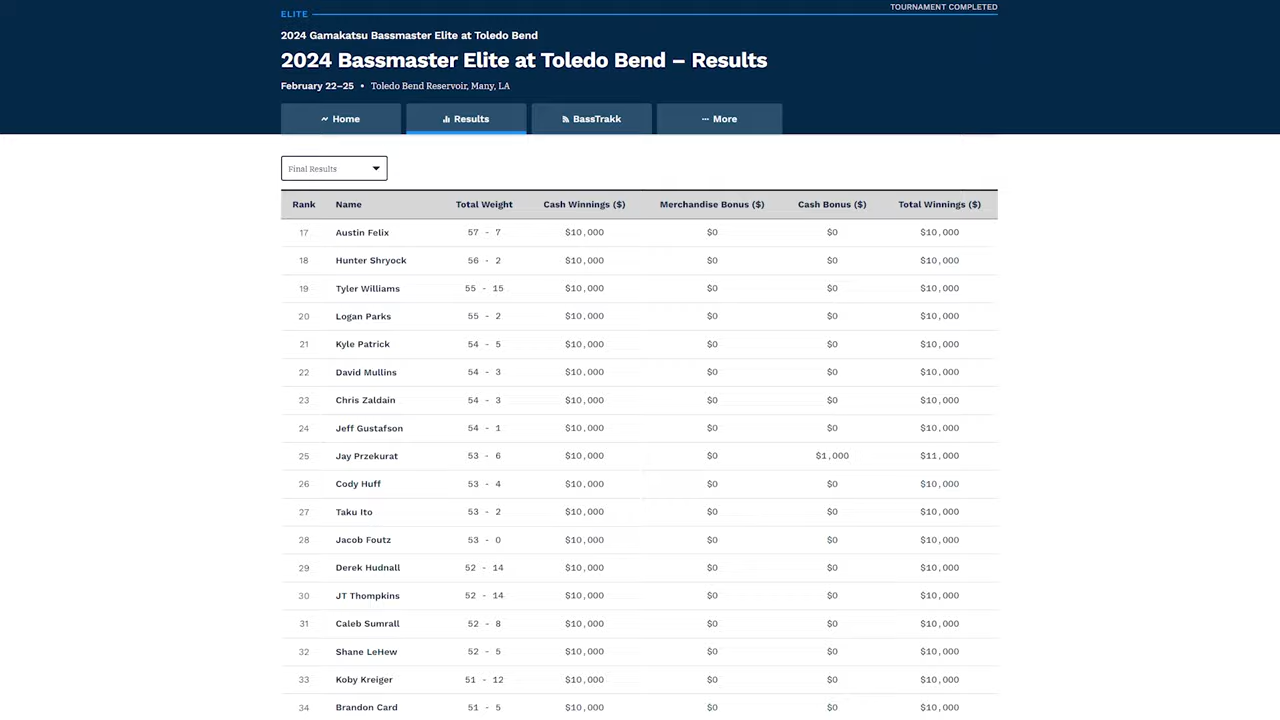 TOURNAMENT COMPLETED
ELITE
2024 Gamakatsu Bassmaster Elite at Toledo Bend
2024 Bassmaster Elite at Toledo Bend – Results
February 22–25 • Toledo Bend Reservoir, Many, LA
Home Results BassTrakk ··· More
Final Results
Rank Name Total Weight Cash Winnings ($) Merchandise Bonus ($) Cash Bonus ($) Total Winnings ($)
17 Austin Felix 57 - 7 $10,000 $0 $0 $10,000
18 Hunter Shryock 56 - 2 $10,000 $0 $0 $10,000
19 Tyler Williams 55 - 15 $10,000 $0 $0 $10,000
20 Logan Parks 55 - 2 $10,000 $0 $0 $10,000
21 Kyle Patrick 54 - 5 $10,000 $0 $0 $10,000
22 David Mullins 54 - 3 $10,000 $0 $0 $10,000
23 Chris Zaldain 54 - 3 $10,000 $0 $0 $10,000
24 Jeff Gustafson 54 - 1 $10,000 $0 $0 $10,000
25 Jay Przekurat 53 - 6 $10,000 $0 $1,000 $11,000
26 Cody Huff 53 - 4 $10,000 $0 $0 $10,000
27 Taku Ito 53 - 2 $10,000 $0 $0 $10,000
28 Jacob Foutz 53 - 0 $10,000 $0 $0 $10,000
29 Derek Hudnall 52 - 14 $10,000 $0 $0 $10,000
30 JT Thompkins 52 - 14 $10,000 $0 $0 $10,000
31 Caleb Sumrall 52 - 8 $10,000 $0 $0 $10,000
32 Shane LeHew 52 - 5 $10,000 $0 $0 $10,000
33 Koby Kreiger 51 - 12 $10,000 $0 $0 $10,000
34 Brandon Card 51 - 5 $10,000 $0 $0 $10,000